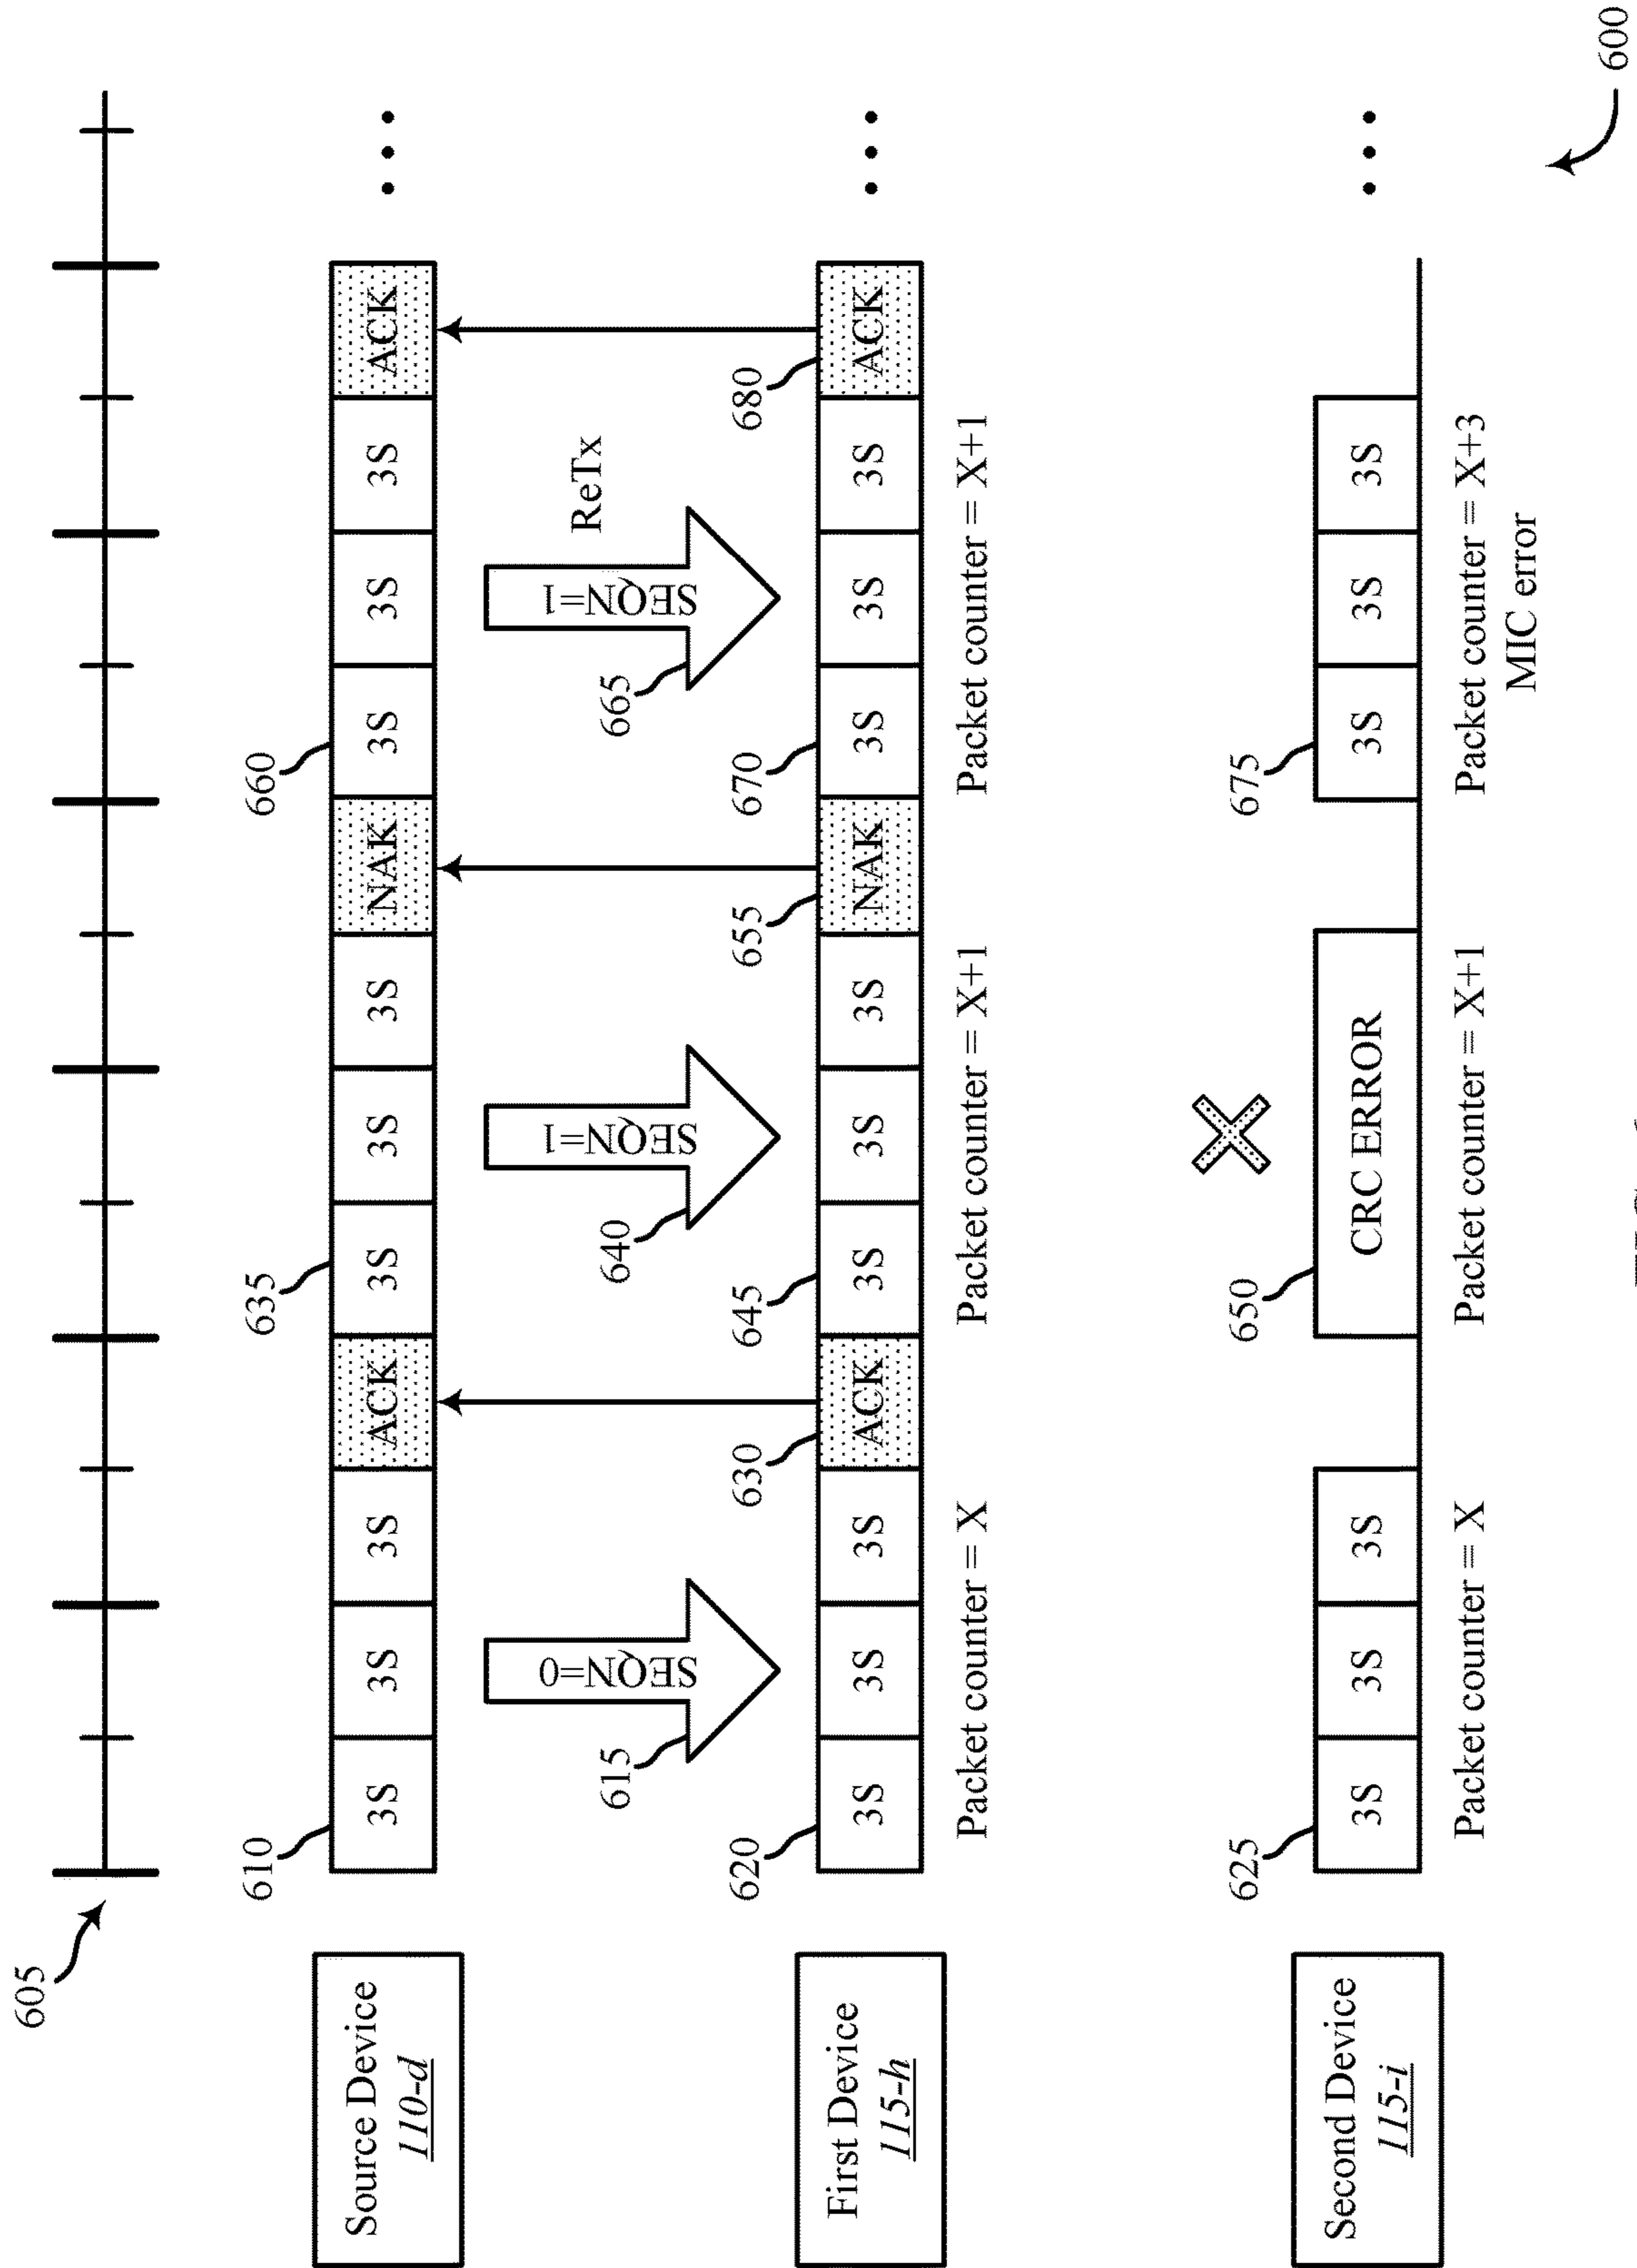 605
Source Device
110-d
610
3S
3S
3S
ACK
635
3S
3S
3S
NAK
660
3S
3S
3S
ACK
615
SEQN=0
640
SEQN=1
665
SEQN=1
ReTx
First Device
115-h
620
3S
3S
3S
630
ACK
645
3S
3S
3S
655
NAK
670
3S
3S
3S
680
ACK
Packet counter = X
Packet counter = X+1
Packet counter = X+1
Second Device
115-i
625
3S
3S
3S
650
CRC ERROR
675
3S
3S
3S
Packet counter = X
Packet counter = X+1
Packet counter = X+3
MIC error
600